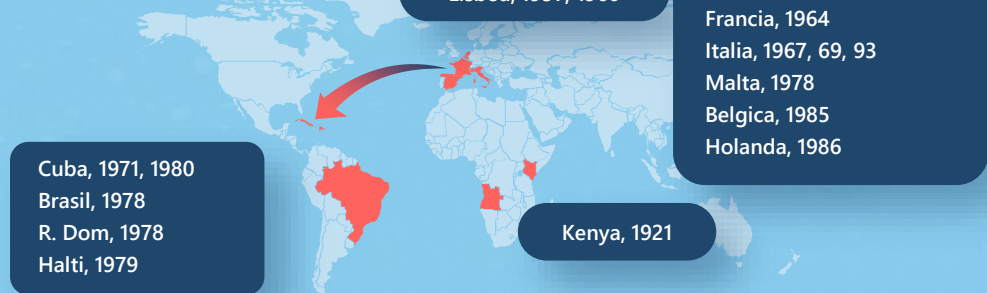 Francia, 1964
Italia, 1967, 69, 93
Malta, 1978
Belgica, 1985
Holanda, 1986
Cuba, 1971, 1980
Brasil, 1978
R. Dom, 1978
Halti, 1979
Kenya, 1921